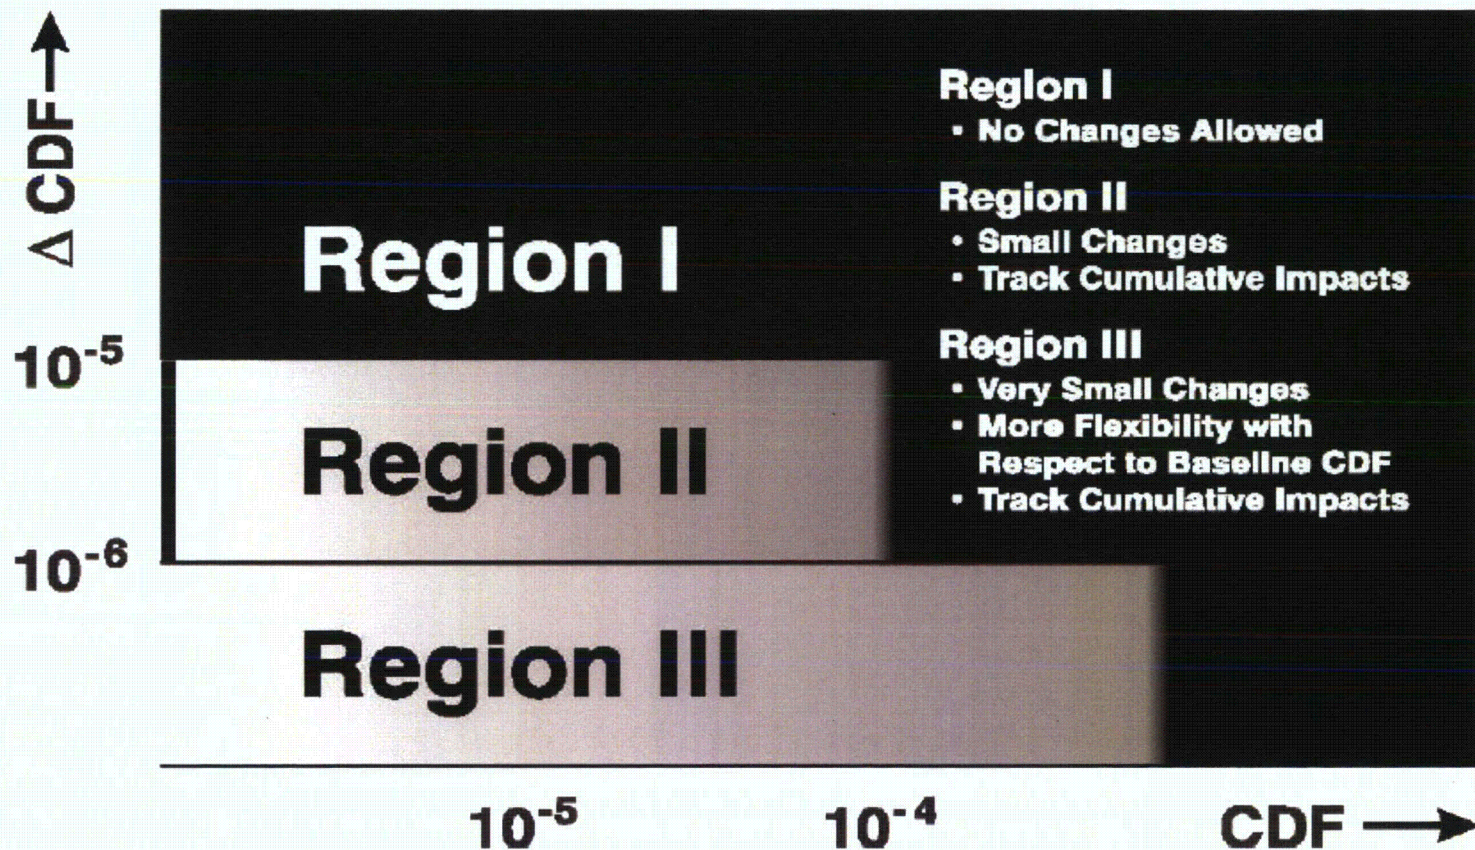 Δ CDF→
Region I
• No Changes Allowed
Region II
• Small Changes
• Track Cumulative Impacts
Region III
• Very Small Changes
• More Flexibility with
Respect to Baseline CDF
• Track Cumulative Impacts
Region I
10⁻⁵
Region II
10⁻⁶
Region III
10⁻⁵
10⁻⁴
CDF →